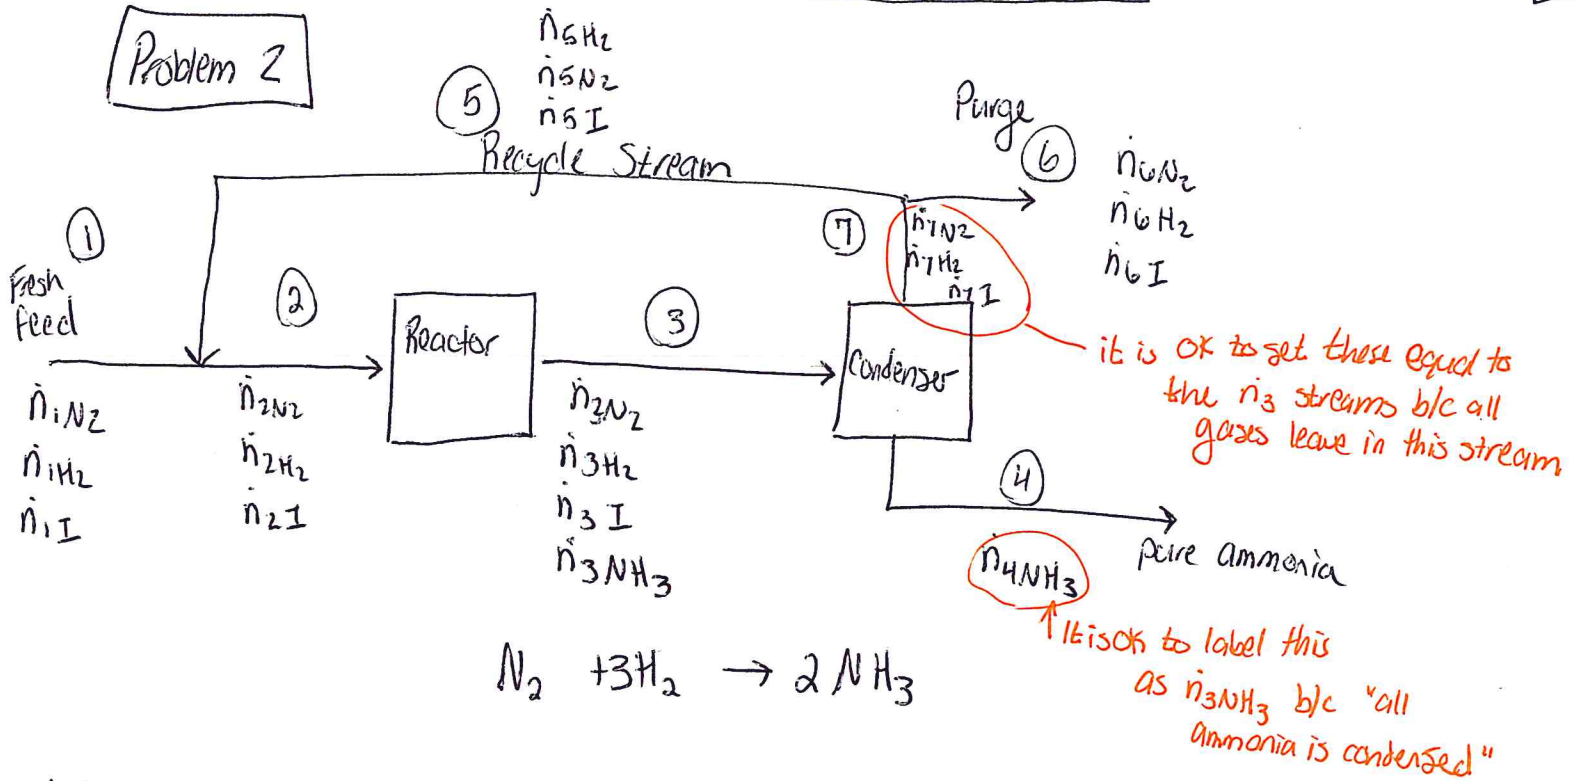 Problem 2
ṅ5H₂
ṅ5N₂
ṅ5I
5
Recycle Stream
Purge
6
ṅ6N₂
ṅ6H₂
ṅ6I
1
Fresh
feed
ṅ1N2
ṅ1H₂
ṅ1I
2
ṅ2N2
ṅ2H₂
ṅ2I
Reactor
3
ṅ3N₂
ṅ3H₂
ṅ3I
ṅ3NH₃
7
ṅ7N2
ṅ7H₂
ṅ7I
Condenser
it is OK to set these equal to
the ṅ3 streams b/c all
gases leave in this stream
4
ṅ4NH₃
pure ammonia
It is OK to label this
as ṅ3NH₃ b/c "all
ammonia is condensed"
N₂ +3H₂ → 2 NH₃